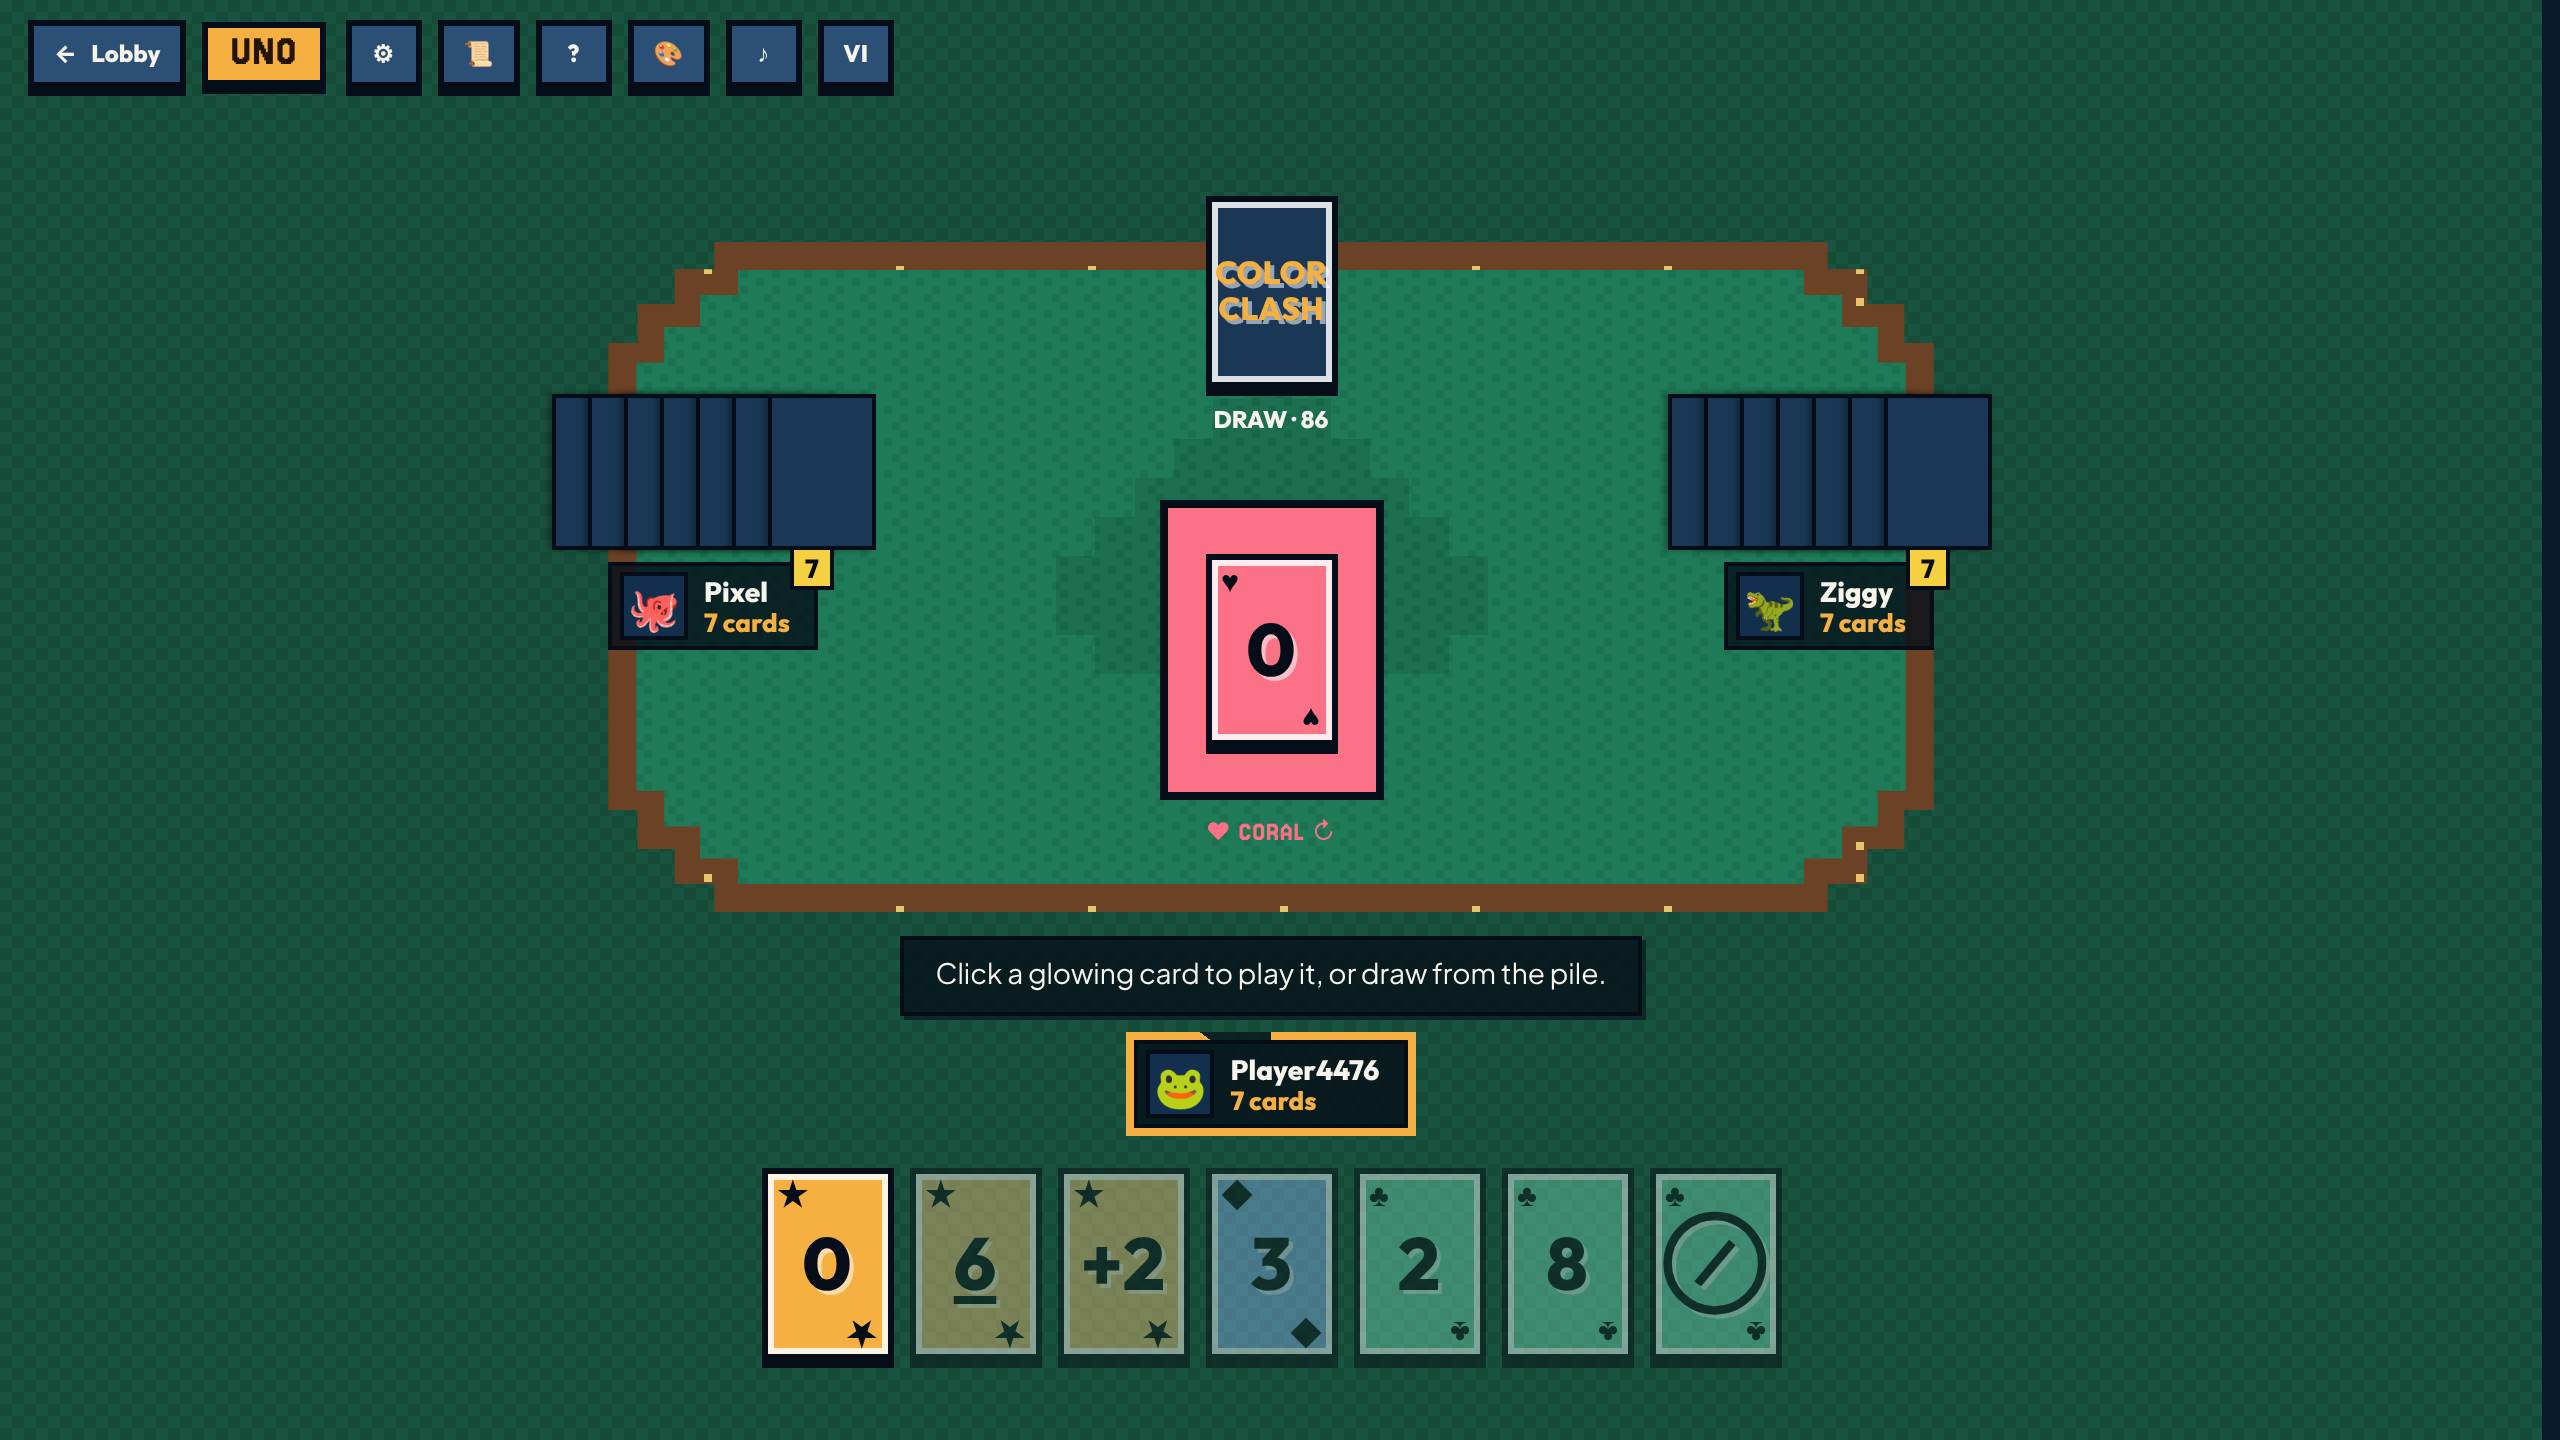 ← Lobby
UNO
?
♪
VI
COLOR
CLASH
DRAW · 86
7
Pixel
7 cards
7
Ziggy
7 cards
♥
0
♥
♥ CORAL ↻
Click a glowing card to play it, or draw from the pile.
Player4476
7 cards
★ ★ ★ ◆ ♣ ♣ ♣
0 6 +2 3 2 8
★ ★ ★ ◆ ♣ ♣ ♣